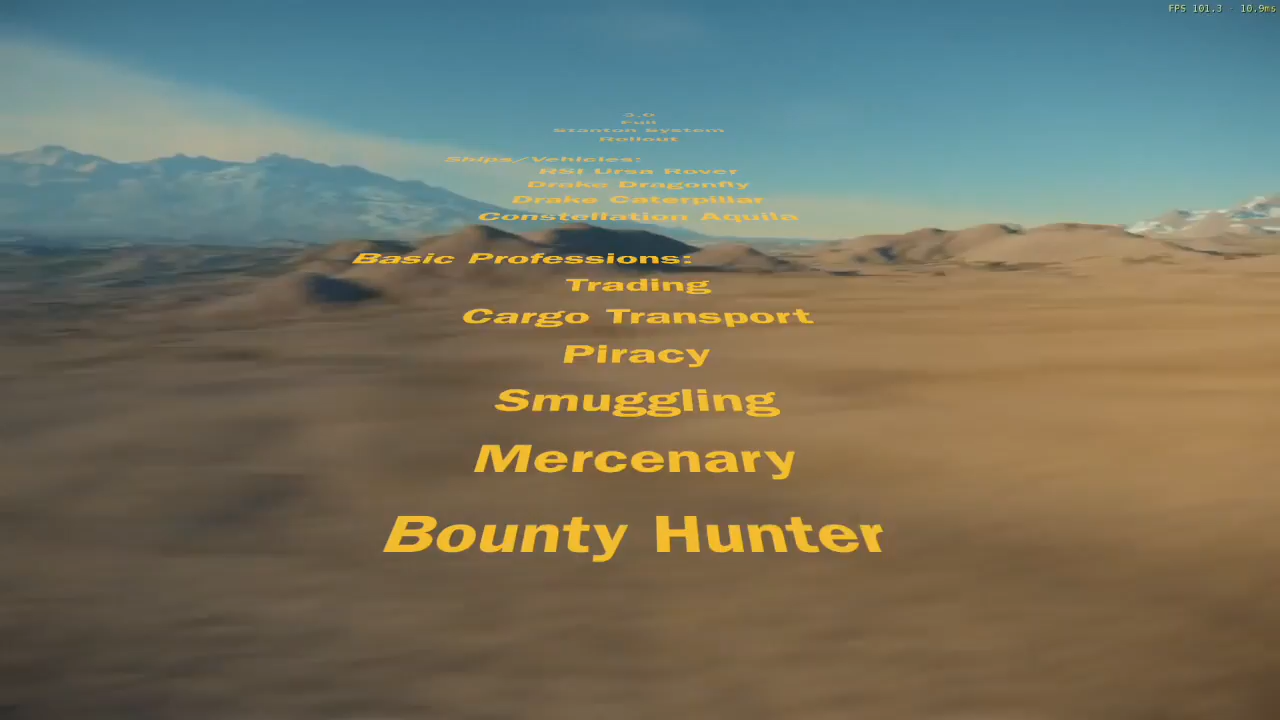 FPS 101.3 - 10.9ms
3.0
Full
Stanton System
Rollout
Ships/Vehicles:
RSI Ursa Rover
Drake Dragonfly
Drake Caterpillar
Constellation Aquila
Basic Professions:
Trading
Cargo Transport
Piracy
Smuggling
Mercenary
Bounty Hunter